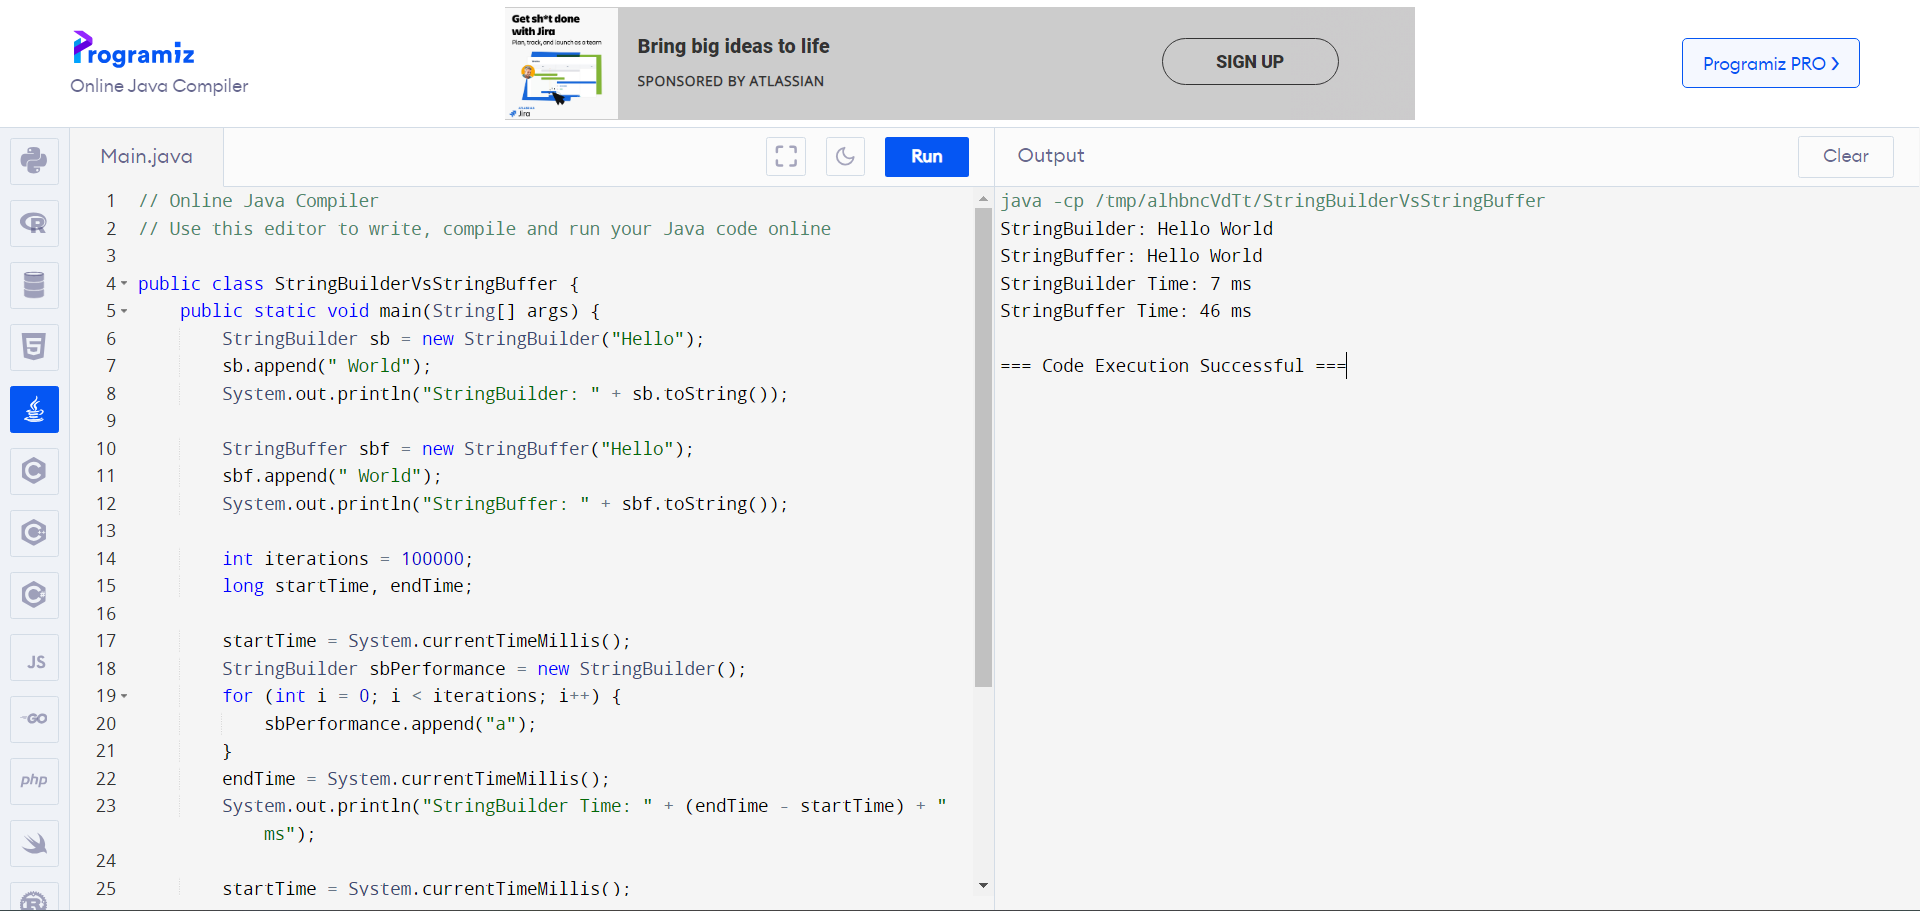 Programiz
Online Java Compiler
Get sh*t done
with Jira
Plan, track, and launch as a team
Jira
Bring big ideas to life
SPONSORED BY ATLASSIAN
SIGN UP
Programiz PRO
Main.java
Run
Output
Clear
1 // Online Java Compiler
2 // Use this editor to write, compile and run your Java code online
3
4 public class StringBuilderVsStringBuffer {
5 public static void main(String[] args) {
6 StringBuilder sb = new StringBuilder("Hello");
7 sb.append(" World");
8 System.out.println("StringBuilder: " + sb.toString());
9
10 StringBuffer sbf = new StringBuffer("Hello");
11 sbf.append(" World");
12 System.out.println("StringBuffer: " + sbf.toString());
13
14 int iterations = 100000;
15 long startTime, endTime;
16
17 startTime = System.currentTimeMillis();
18 StringBuilder sbPerformance = new StringBuilder();
19 for (int i = 0; i < iterations; i++) {
20 sbPerformance.append("a");
21 }
22 endTime = System.currentTimeMillis();
23 System.out.println("StringBuilder Time: " + (endTime - startTime) + "
ms");
24
25 startTime = System.currentTimeMillis();
java -cp /tmp/alhbncVdTt/StringBuilderVsStringBuffer
StringBuilder: Hello World
StringBuffer: Hello World
StringBuilder Time: 7 ms
StringBuffer Time: 46 ms
=== Code Execution Successful ===
R
5
C
C++
C#
JS
GO
php
R